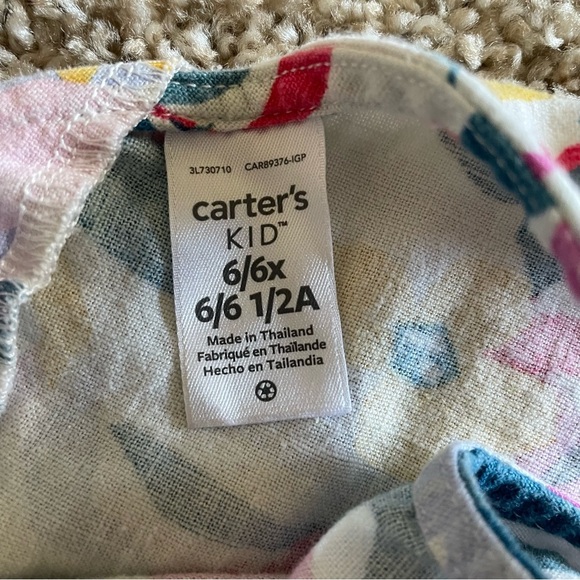 3L730710 CARB9376-IGP
carter's
KID™
6/6x
6/6 1/2A
Made in Thailand
Fabriqué en Thaïlande
Hecho en Tailandia